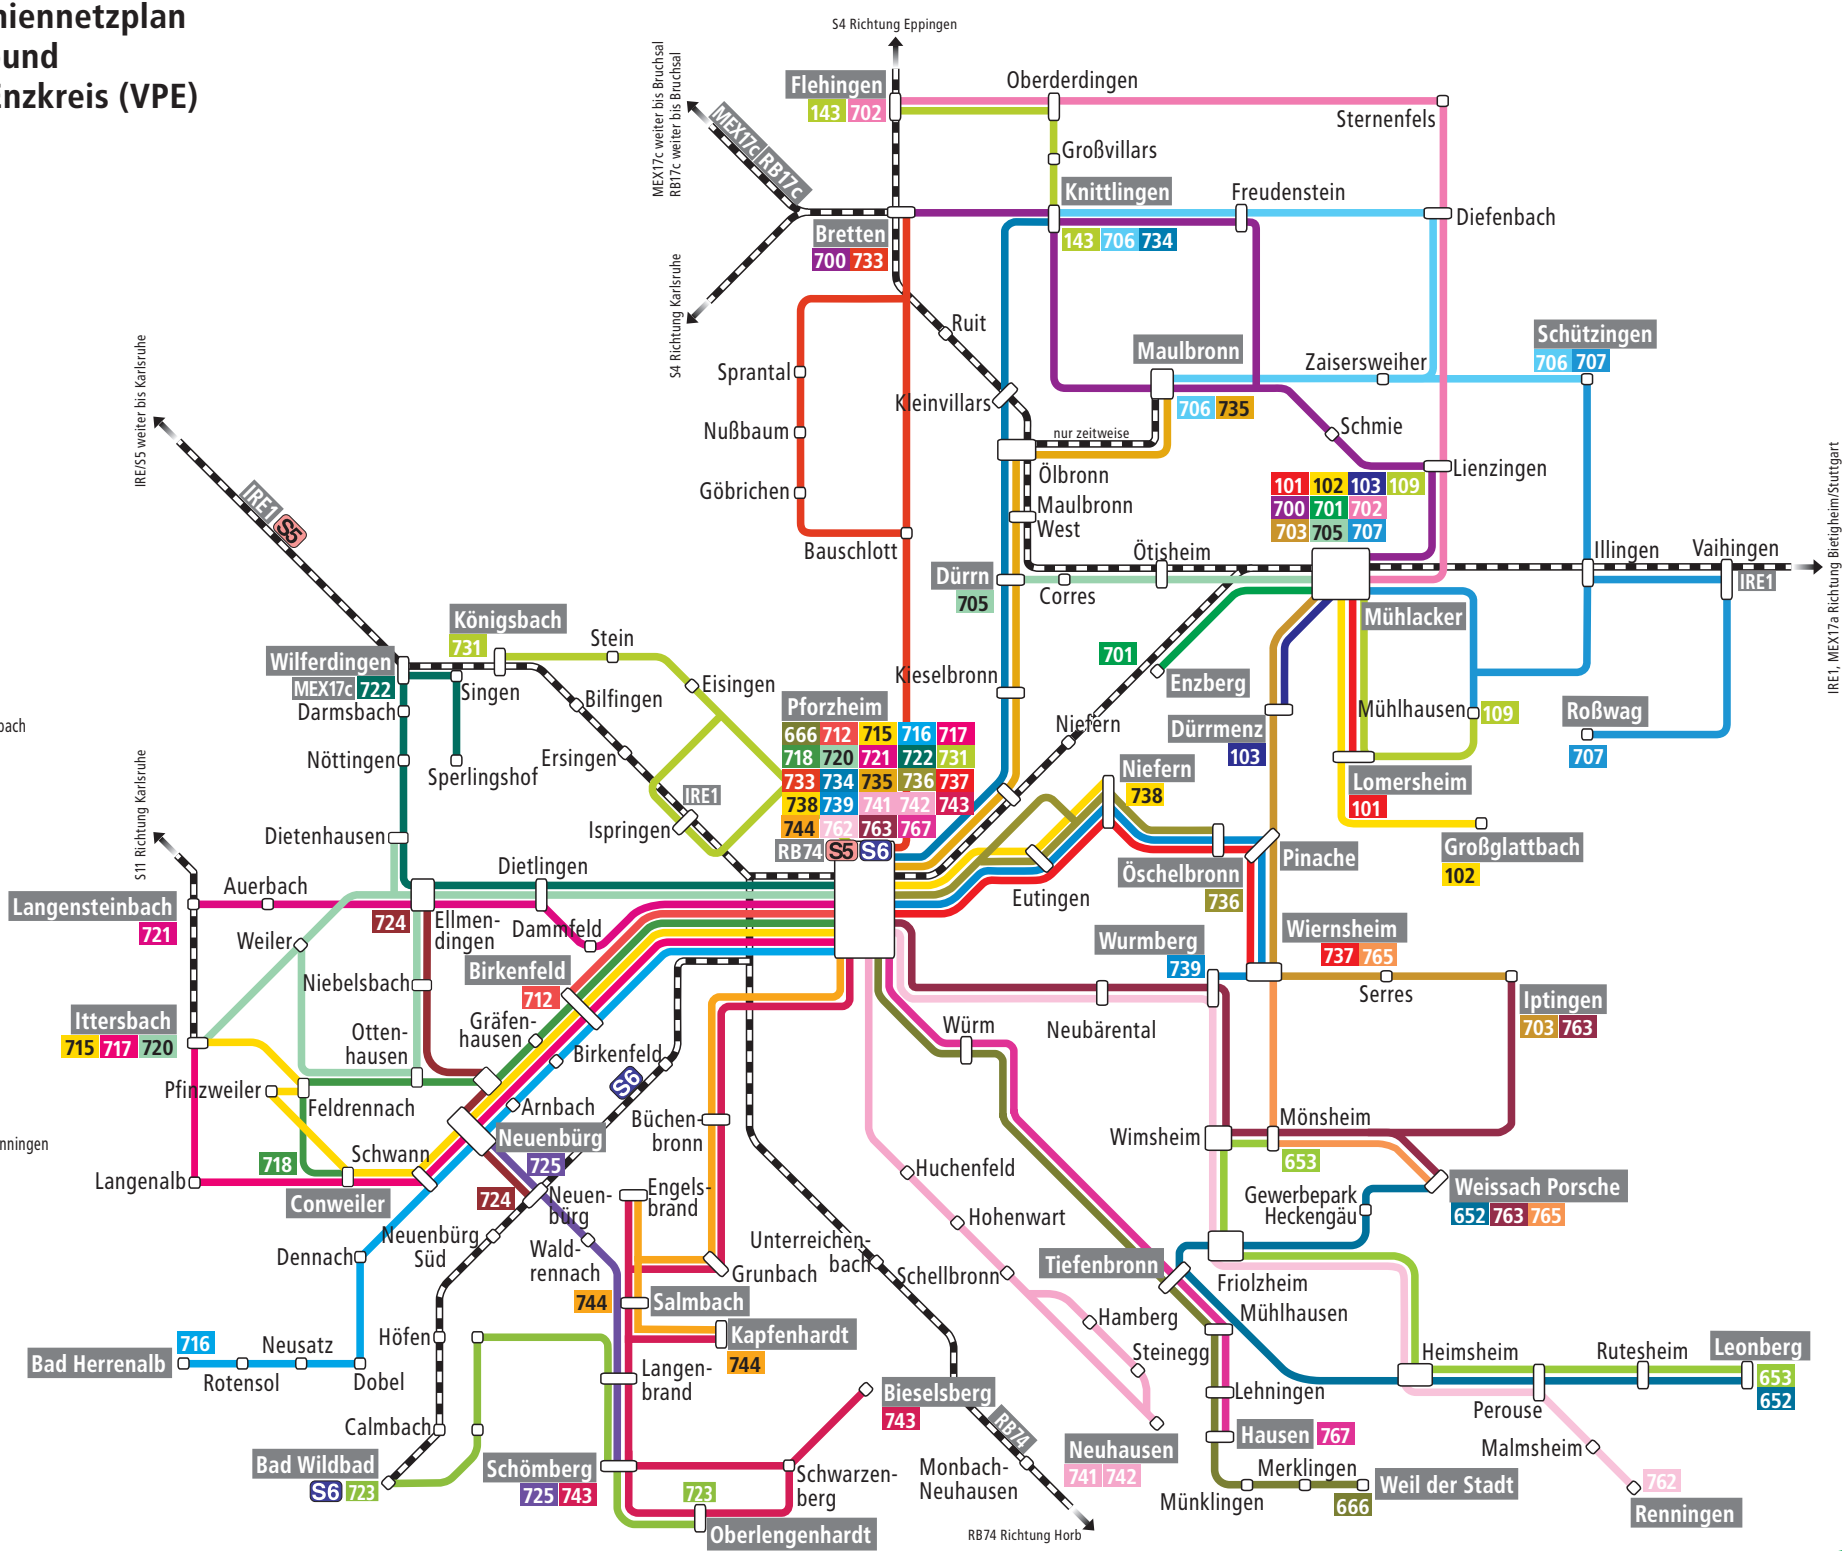 niennetzplan
und
Enzkreis (VPE)
S4 Richtung Eppingen
MEX17c weiter bis Bruchsal
RB17c weiter bis Bruchsal
MEX17c RB17c
S4 Richtung Karlsruhe
Flehingen
143 702
Oberderdingen
Sternenfels
Großvillars
Knittlingen
143 706 734
Freudenstein
Diefenbach
Bretten
700 733
Ruit
Sprantal
Nußbaum
Göbrichen
Bauschlott
Kleinvillars
Maulbronn
706 735
nur zeitweise
Zaisersweiher
Schützingen
706 707
Schmie
Lienzingen
Ölbronn
Maulbronn
West
101 102 103 109
700 701 702
703 705 707
Ötisheim
Dürrn
705
Corres
Illingen
Vaihingen
IRE1
IRE1, MEX17a Richtung Bietigheim/Stuttgart
Mühlacker
IRE/S5 weiter bis Karlsruhe
IRE1 S5
Königsbach
731
Stein
Wilferdingen
MEX17c 722
Singen
Eisingen
Bilfingen
Darmsbach
Ersingen
Nöttingen
Sperlingshof
IRE1
Ispringen
Kieselbronn
701
Enzberg
Niefern
Dürrmenz
103
Mühlhausen
109
Roßwag
707
Lomersheim
101
Großglattbach
102
Pforzheim
666 712 715 716 717
718 720 721 722 731
733 734 735 736 737
738 739 741 742 743
744 762 763 767
RB74 S5 S6
Niefern
738
Pinache
Öschelbronn
736
Eutingen
bach
S11 Richtung Karlsruhe
Dietenhausen
Dietlingen
Auerbach
Langensteinbach
721
724
Ellmen-
dingen
Dammfeld
Weiler
Birkenfeld
712
Niebelsbach
Wurmberg
739
Wiernsheim
737 765
Serres
Iptingen
703 763
Ittersbach
715 717 720
Otten-
hausen
Gräfen-
hausen
Birkenfeld
S6
Würm
Neubärental
Pfinzweiler
Feldrennach
Arnbach
Büchen-
bronn
Mönsheim
Wimsheim
653
nningen
Neuenbürg
725
718
Schwann
Langenalb
Conweiler
724
Neuen-
bürg
Engels-
brand
Huchenfeld
Weissach Porsche
652 763 765
Gewerbepark
Heckengäu
Hohenwart
Neuenbürg
Süd
Dennach
Wald-
rennach
Unterreichen-
bach
Grunbach
Schellbronn
Tiefenbronn
Friolzheim
Mühlhausen
744
Salmbach
Hamberg
716
Neusatz
Höfen
Kapfenhardt
744
Steinegg
Heimsheim
Rutesheim
Leonberg
653
652
Bad Herrenalb
Rotensol
Dobel
Langen-
brand
Bieselsberg
743
Lehningen
Perouse
Calmbach
RB74
Hausen 767
Malmsheim
Neuhausen
741 742
Bad Wildbad
S6 723
Schömberg
725 743
Schwarzen-
berg
Monbach-
Neuhausen
Merklingen
Weil der Stadt
Münklingen
666
762
Renningen
723
Oberlengenhardt
RB74 Richtung Horb